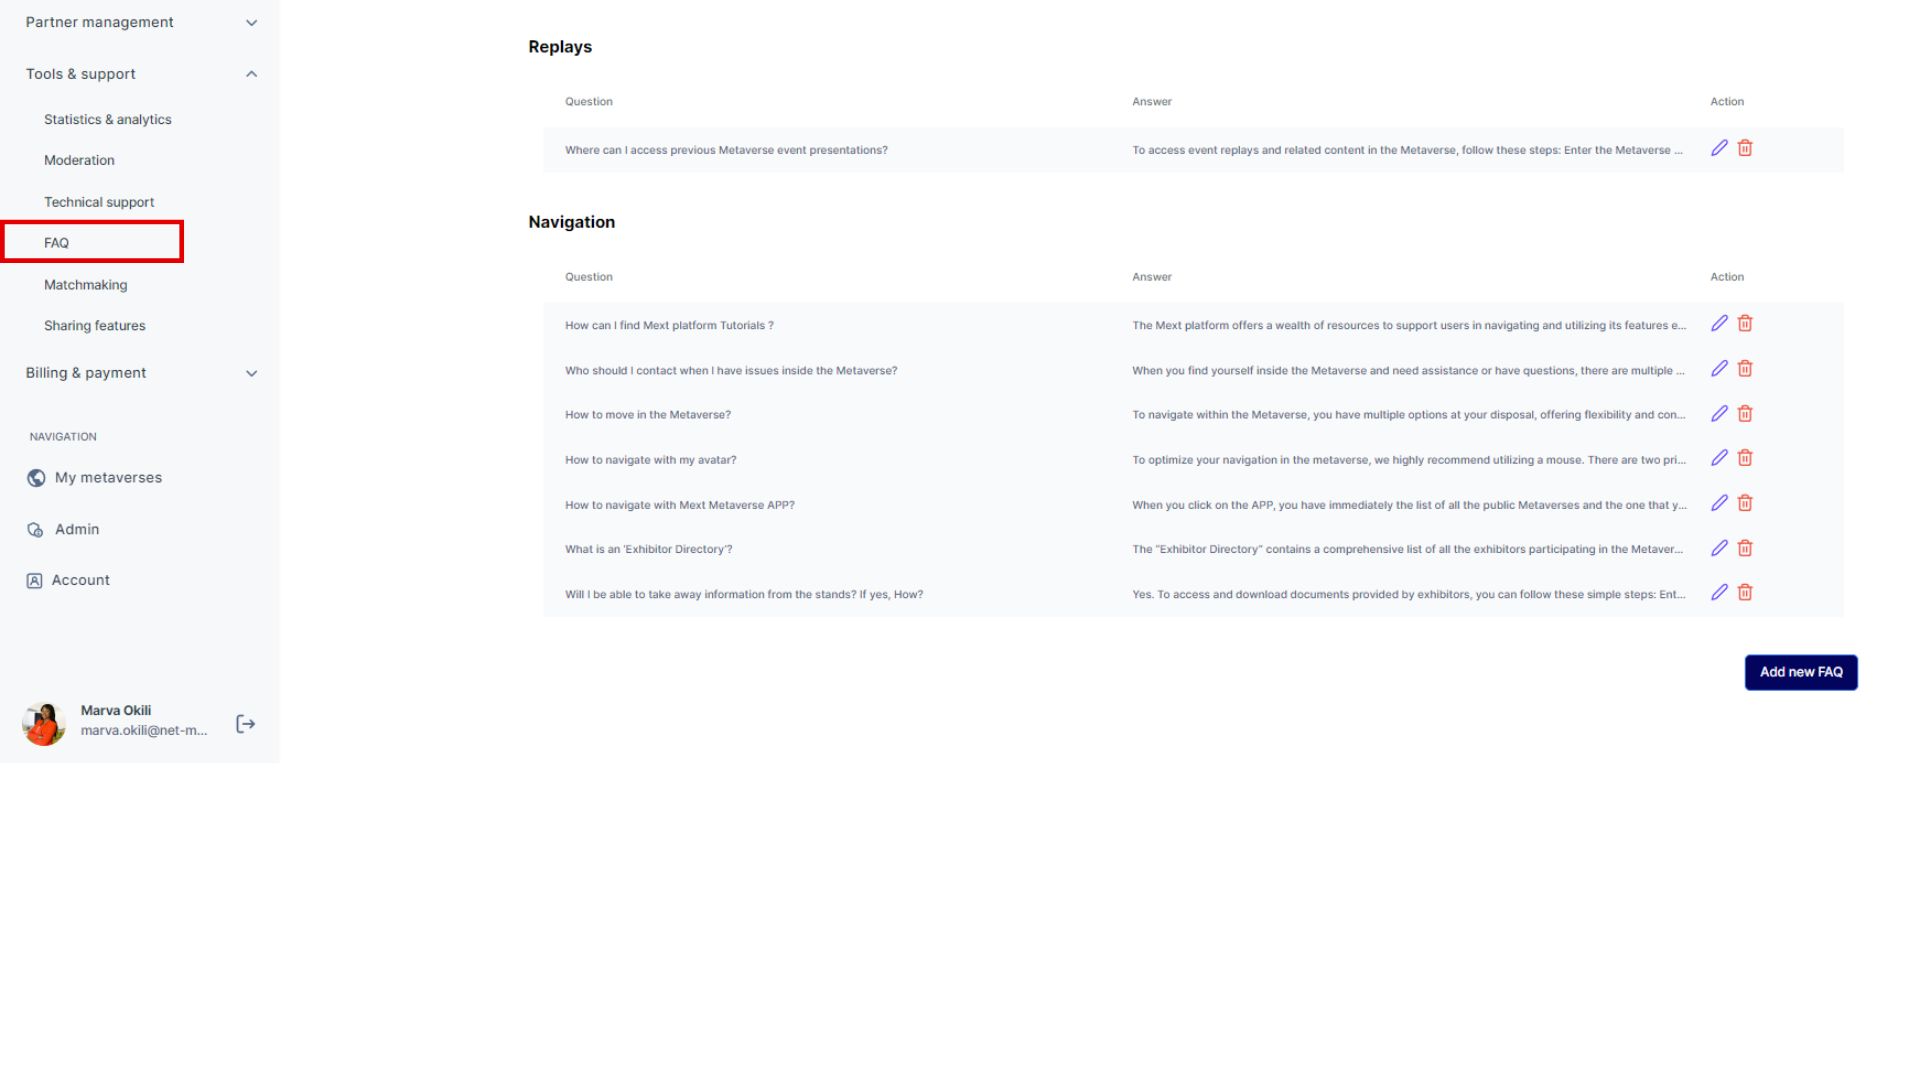 Partner management
Tools & support
Statistics & analytics
Moderation
Technical support
FAQ
Matchmaking
Sharing features
Billing & payment
NAVIGATION
My metaverses
Admin
Account
Marva Okili
marva.okili@net-m...
Replays
Question Answer Action
Where can I access previous Metaverse event presentations? To access event replays and related content in the Metaverse, follow these steps: Enter the Metaverse ...
Navigation
Question Answer Action
How can I find Mext platform Tutorials ? The Mext platform offers a wealth of resources to support users in navigating and utilizing its features e...
Who should I contact when I have issues inside the Metaverse? When you find yourself inside the Metaverse and need assistance or have questions, there are multiple ...
How to move in the Metaverse? To navigate within the Metaverse, you have multiple options at your disposal, offering flexibility and con...
How to navigate with my avatar? To optimize your navigation in the metaverse, we highly recommend utilizing a mouse. There are two pri...
How to navigate with Mext Metaverse APP? When you click on the APP, you have immediately the list of all the public Metaverses and the one that y...
What is an 'Exhibitor Directory'? The "Exhibitor Directory" contains a comprehensive list of all the exhibitors participating in the Metaver...
Will I be able to take away information from the stands? If yes, How? Yes. To access and download documents provided by exhibitors, you can follow these simple steps: Ent...
Add new FAQ